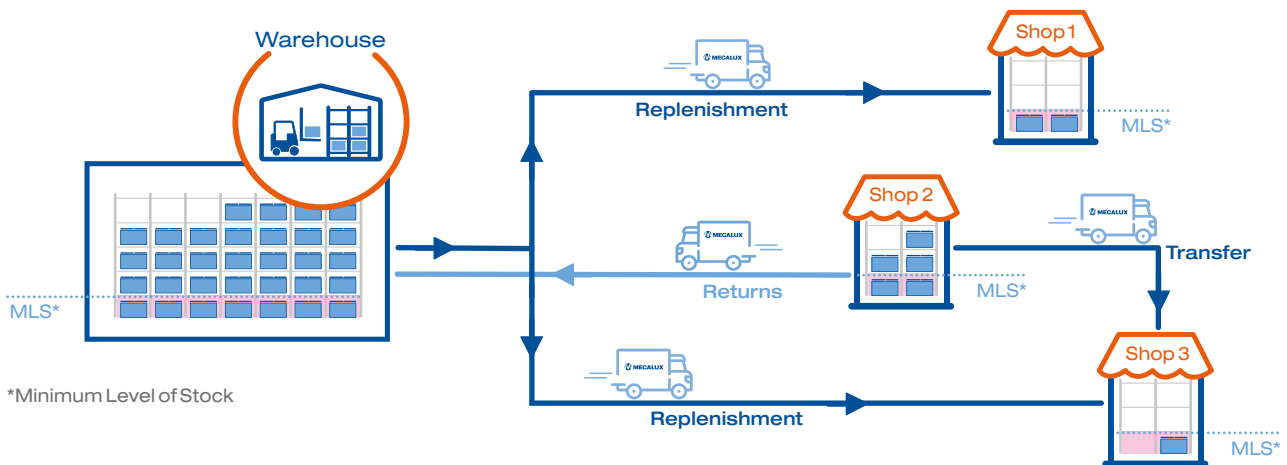 Warehouse
MECALUX
Replenishment
Shop 1
MLS*
Shop 2
MECALUX
Returns
MLS*
MECALUX
Transfer
MLS*
*Minimum Level of Stock
MECALUX
Replenishment
Shop 3
MLS*